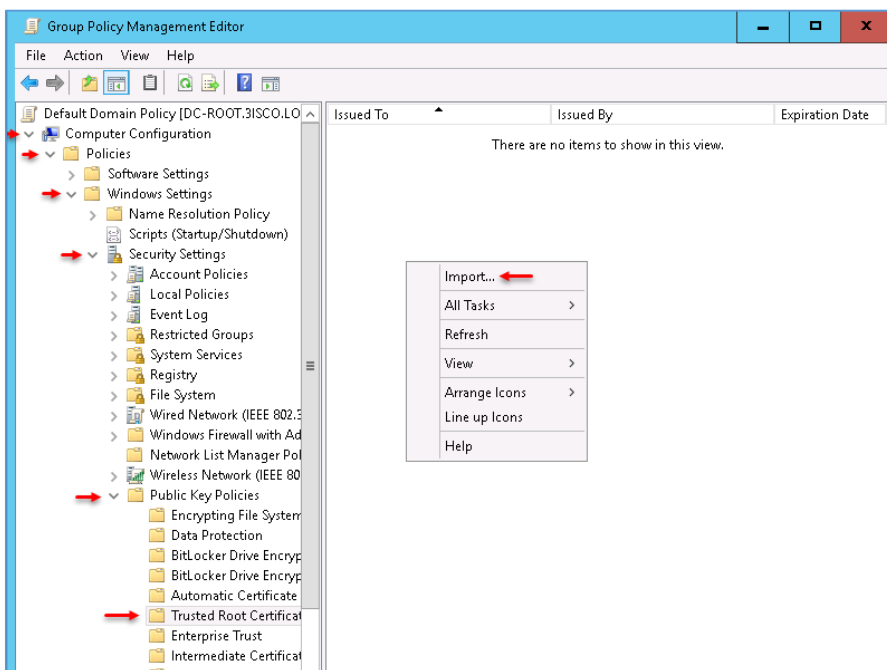 Group Policy Management Editor
File Action View Help
Default Domain Policy [DC-ROOT.3ISCO.LO
Issued To Issued By Expiration Date
Computer Configuration
There are no items to show in this view.
Policies
Software Settings
Windows Settings
Name Resolution Policy
Scripts (Startup/Shutdown)
Security Settings
Account Policies
Local Policies
Event Log
Restricted Groups
System Services
Registry
File System
Wired Network (IEEE 802.3
Windows Firewall with Ad
Network List Manager Pol
Wireless Network (IEEE 80
Public Key Policies
Encrypting File System
Data Protection
BitLocker Drive Encryp
BitLocker Drive Encryp
Automatic Certificate
Trusted Root Certificat
Enterprise Trust
Intermediate Certificat
Import...
All Tasks
Refresh
View
Arrange Icons
Line up Icons
Help